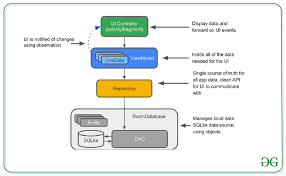 UI Controller
(activity/fragment)
Display data and
forward on UI events
UI is notified of changes
using observation
LiveData
ViewModel
Holds all of the data
needed for the UI
Repository
Single source of truth for
all app data, clean API
for UI to communicate
with
RoomDatabase
Entity
SQLite
DAO
Manages local data
SQLite data source,
using objects.